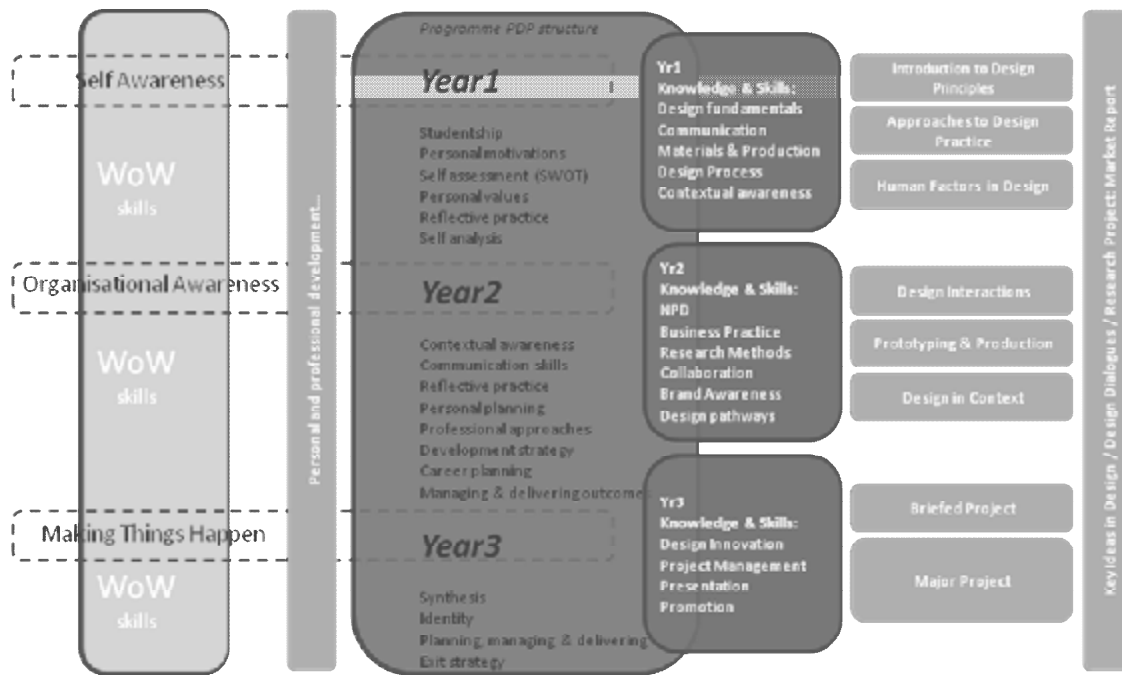 Programme PDP structure
Self Awareness
WoW
skills
Organisational Awareness
WoW
skills
Making Things Happen
WoW
skills
Personal and professional development...
Year1
Studentship
Personal motivations
Self assessment (SWOT)
Personal values
Reflective practice
Self analysis
Year2
Contextual awareness
Communication skills
Reflective practice
Personal planning
Professional approaches
Development strategy
Career planning
Managing & delivering outcomes
Year3
Synthesis
Identity
Planning, managing & delivering
Exit strategy
Yr1
Knowledge & Skills:
Design fundamentals
Communication
Materials & Production
Design Process
Contextual awareness
Yr2
Knowledge & Skills:
NPD
Business Practice
Research Methods
Collaboration
Brand Awareness
Design pathways
Yr3
Knowledge & Skills:
Design Innovation
Project Management
Presentation
Promotion
Introduction to Design
Principles
Approaches to Design
Practice
Human Factors in Design
Design Interactions
Prototyping & Production
Design in Context
Briefed Project
Major Project
Key Ideas in Design / Design Dialogues / Research Project: Market Report